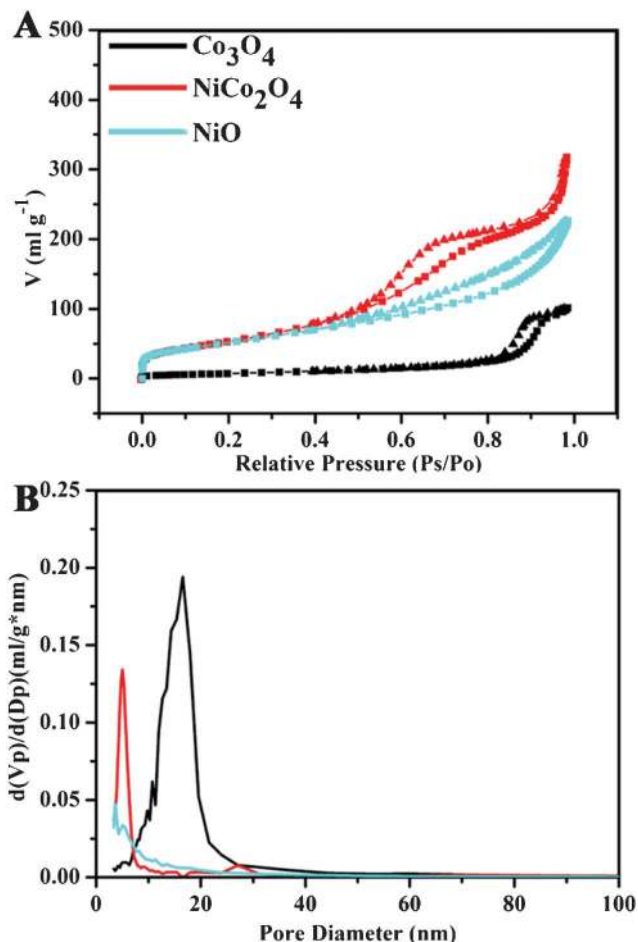 A
500
400
300
200
100
0
V (ml g⁻¹)
Co₃O₄
NiCo₂O₄
NiO
0.0 0.2 0.4 0.6 0.8 1.0
Relative Pressure (Ps/Po)
B
0.25
0.20
0.15
0.10
0.05
0.00
d(Vp)/d(Dp)(ml/g*nm)
0 20 40 60 80 100
Pore Diameter (nm)